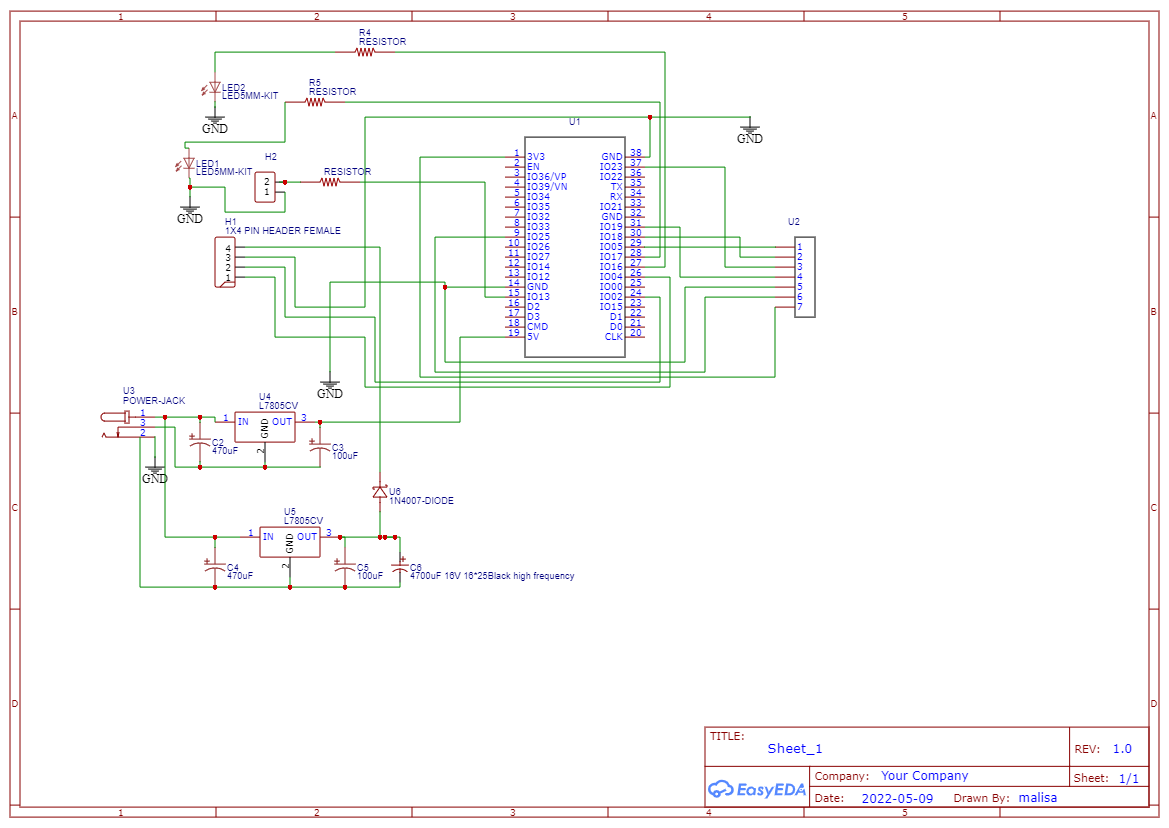 1 2 3 4 5
A
B
C
D
A
B
C
D
R4
RESISTOR
LED2
LED5MM-KIT
GND
R5
RESISTOR
LED1
LED5MM-KIT
GND
H2
2
1
RESISTOR
H1
1X4 PIN HEADER FEMALE
4
3
2
1
GND
U1
1 3V3 GND 38
2 EN IO23 37
3 IO36/VP IO22 36
4 IO39/VN TX 35
5 IO34 RX 34
6 IO35 IO21 33
7 IO32 GND 32
8 IO33 IO19 31
9 IO25 IO18 30
10 IO26 IO05 29
11 IO27 IO17 28
12 IO14 IO16 27
13 IO12 IO04 26
14 GND IO00 25
15 IO13 IO02 24
16 D2 IO15 23
17 D3 D1 22
18 CMD D0 21
19 5V CLK 20
U2
1
2
3
4
5
6
7
GND
U3
POWER-JACK
1
3
2
GND
U4
L7805CV
1 IN OUT 3
GND
2
C2
470uF
C3
100uF
U6
1N4007-DIODE
U5
L7805CV
1 IN OUT 3
GND
2
C4
470uF
C5
100uF
C6
4700uF 16V 16*25Black high frequency
TITLE:
Sheet_1
REV: 1.0
EasyEDA
Company: Your Company
Sheet: 1/1
Date: 2022-05-09 Drawn By: malisa
1 2 3 4 5